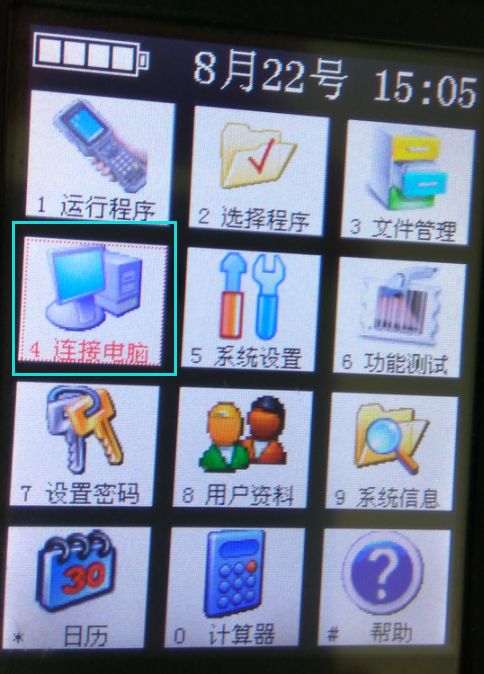 8月22号 15:05
1 运行程序
2 选择程序
3 文件管理
4 连接电脑
5 系统设置
6 功能测试
7 设置密码
8 用户资料
9 系统信息
30
* 日历
0 计算器
?
# 帮助